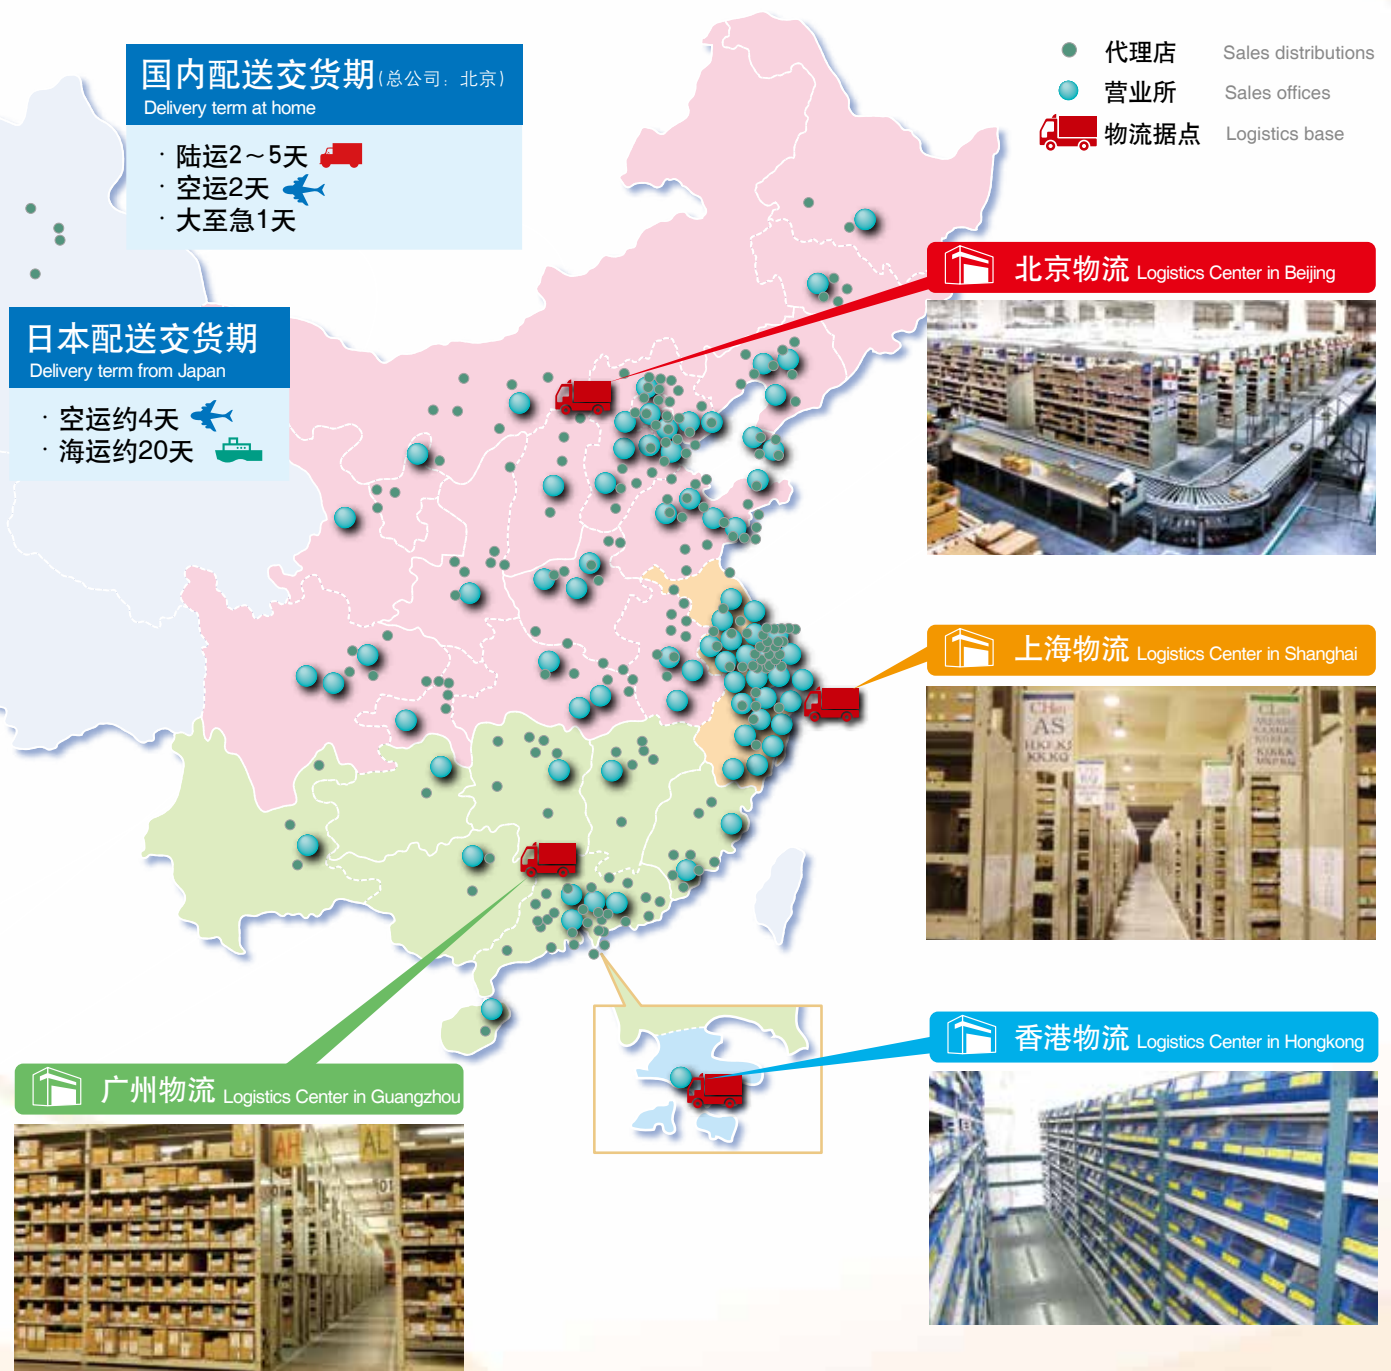 国内配送交货期(总公司：北京)
Delivery term at home
· 陆运2～5天
· 空运2天
· 大至急1天
代理店 Sales distributions
营业所 Sales offices
物流据点 Logistics base
北京物流 Logistics Center in Beijing
日本配送交货期
Delivery term from Japan
· 空运约4天
· 海运约20天
上海物流 Logistics Center in Shanghai
AS
香港物流 Logistics Center in Hongkong
广州物流 Logistics Center in Guangzhou
AH
AL
01